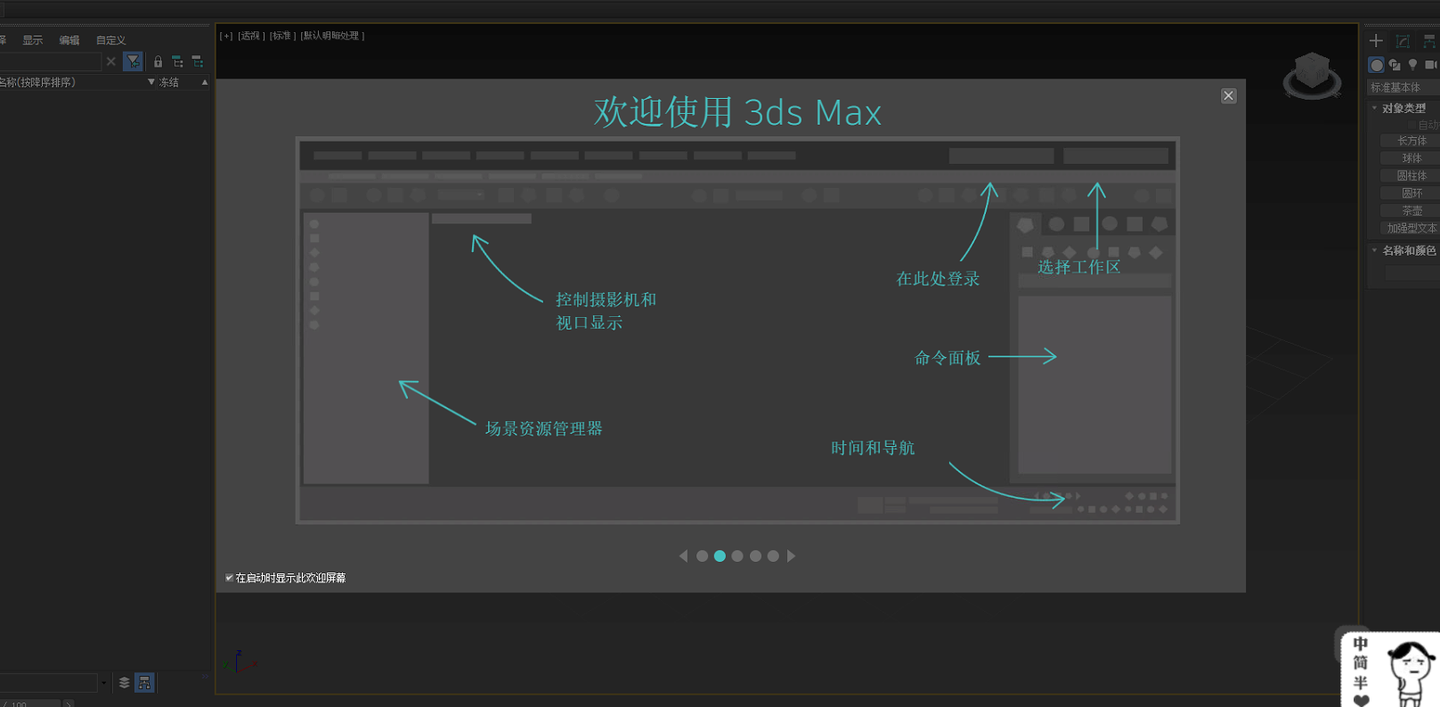 显示 编辑 自定义
名称(按降序排序) ▼ 冻结
[+] [透视] [标准] [默认明暗处理]
欢迎使用 3ds Max
在此处登录
选择工作区
控制摄影机和
视口显示
命令面板
场景资源管理器
时间和导航
在启动时显示此欢迎屏幕
标准基本体
对象类型
自动
长方体
球体
圆柱体
圆环
茶壶
加强型文本
名称和颜色
z
/ 100
中
简
半